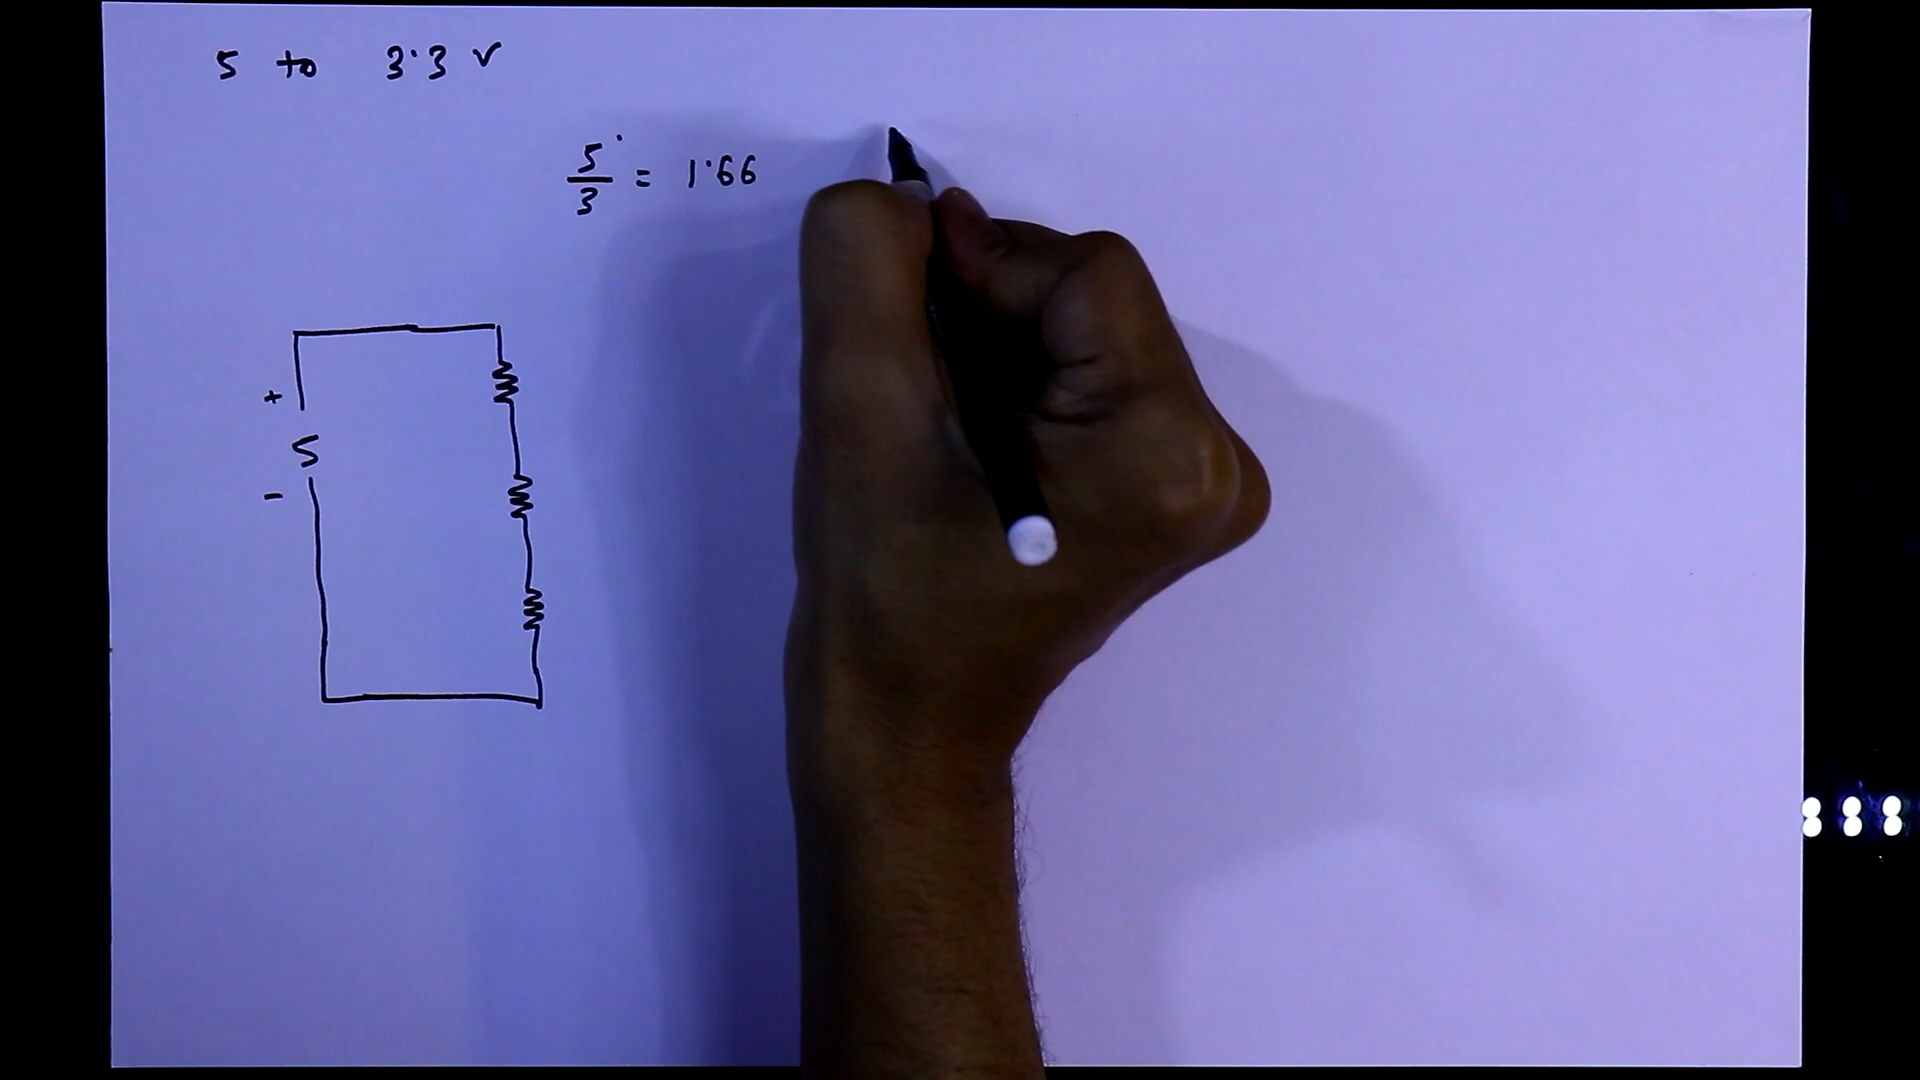 5 to 3.3 v
5/3 = 1.66
+
5
-